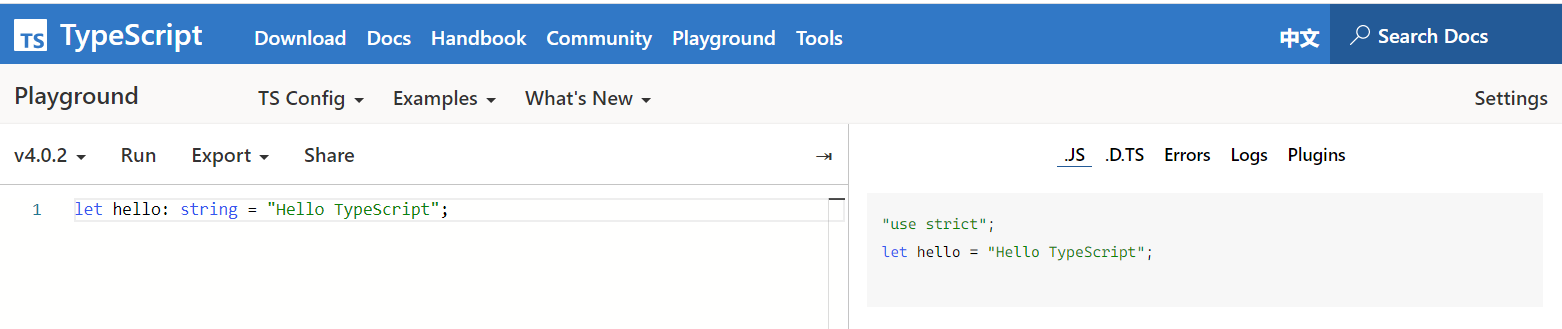 TS TypeScript Download Docs Handbook Community Playground Tools 中文 Search Docs
Playground TS Config Examples What's New Settings
v4.0.2 Run Export Share
1 let hello: string = "Hello TypeScript";
.JS .D.TS Errors Logs Plugins
"use strict";
let hello = "Hello TypeScript";